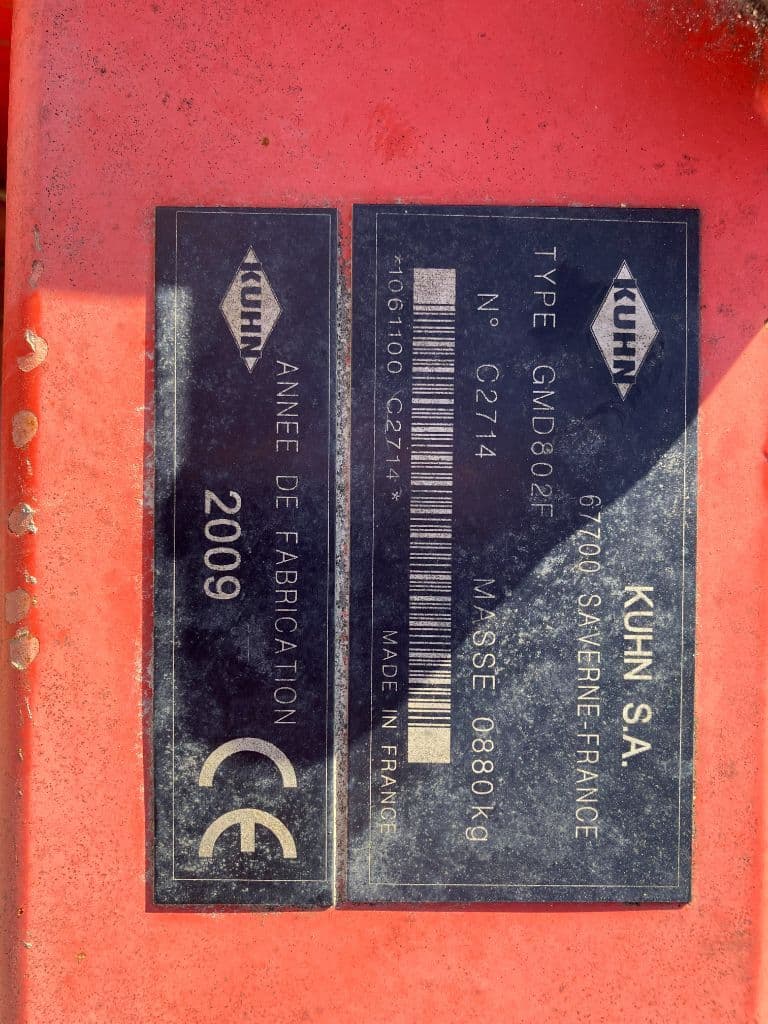 KUHN
KUHN S.A.
67700 SAVERNE-FRANCE
TYPE GMD802F
N° C2714 MASSE 0880kg
*1061100 C2714*
MADE IN FRANCE
KUHN
ANNEE DE FABRICATION
2009
CE